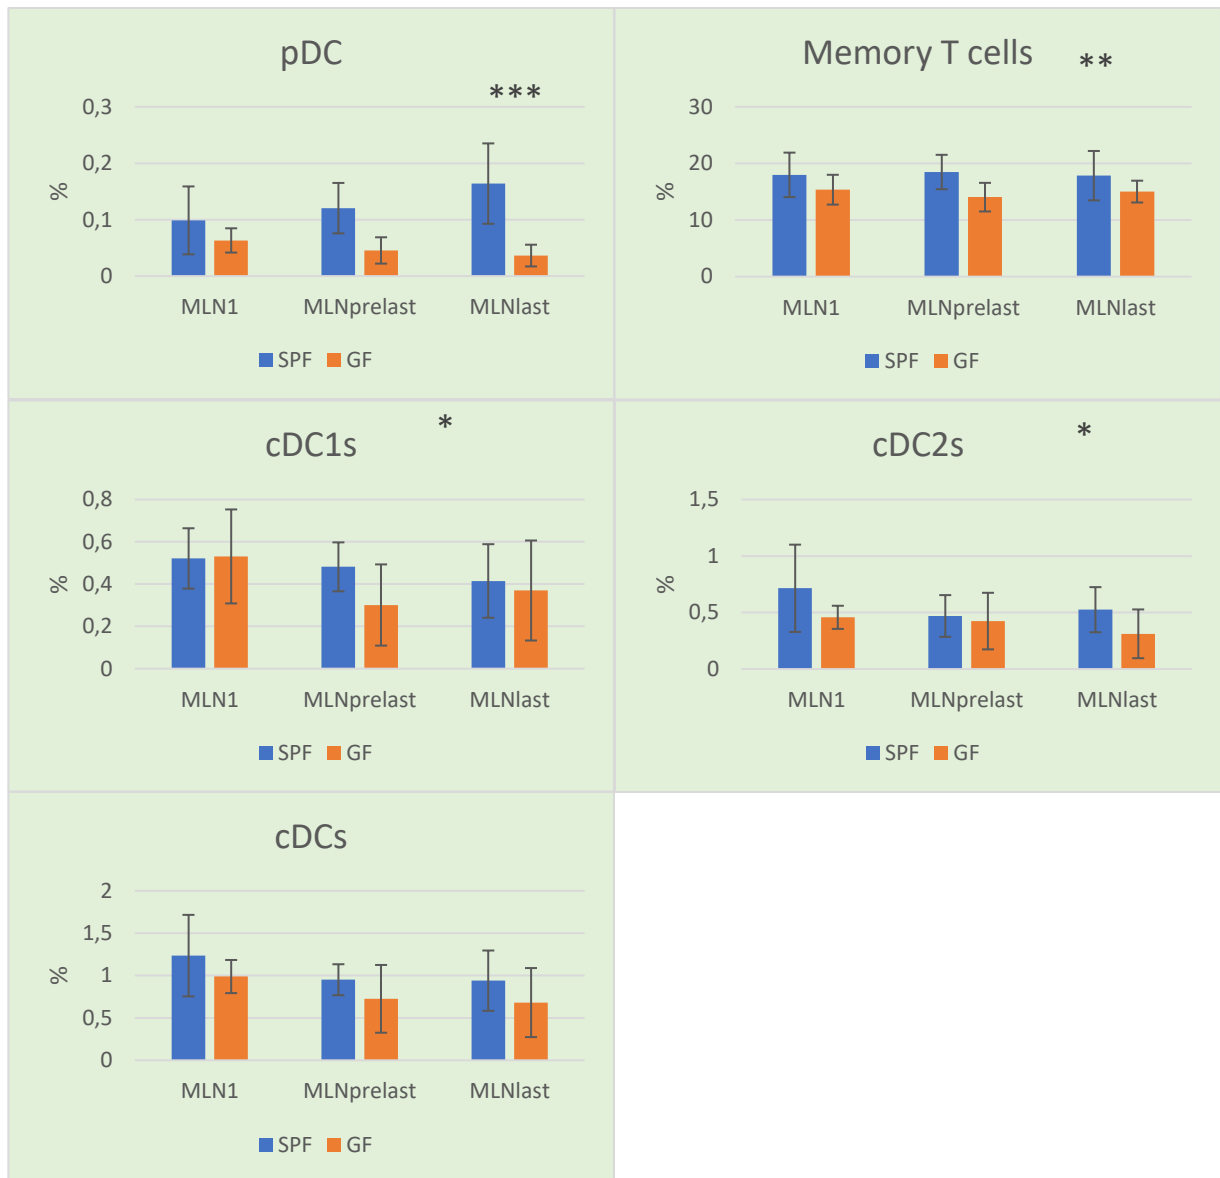 pDC
***
0,3
0,2
0,1
0
%
MLN1 MLNprelast MLNlast
SPF GF
Memory T cells **
30
20
10
0
%
MLN1 MLNprelast MLNlast
SPF GF
*
cDC1s
0,8
0,6
0,4
0,2
0
%
MLN1 MLNprelast MLNlast
SPF GF
*
cDC2s
1,5
1
0,5
0
%
MLN1 MLNprelast MLNlast
SPF GF
cDCs
2
1,5
1
0,5
0
%
MLN1 MLNprelast MLNlast
SPF GF